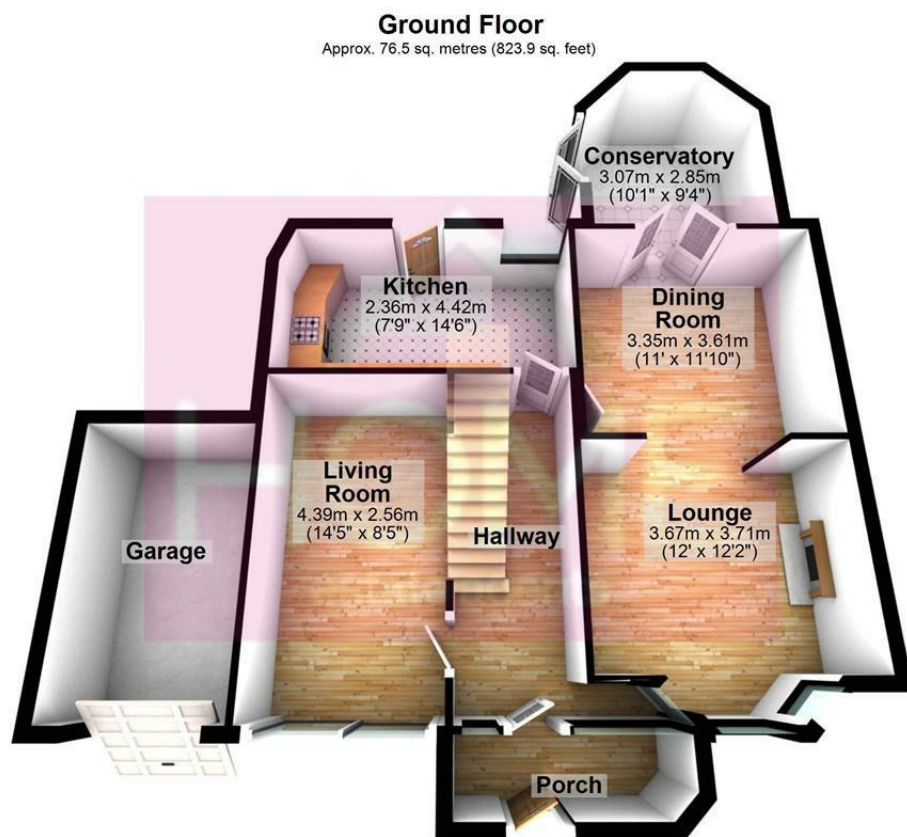 Ground Floor
Approx. 76.5 sq. metres (823.9 sq. feet)
Conservatory
3.07m x 2.85m
(10'1" x 9'4")
Kitchen
2.36m x 4.42m
(7'9" x 14'6")
Dining
Room
3.35m x 3.61m
(11' x 11'10")
Living
Room
4.39m x 2.56m
(14'5" x 8'5")
Hallway
Lounge
3.67m x 3.71m
(12' x 12'2")
Garage
Porch